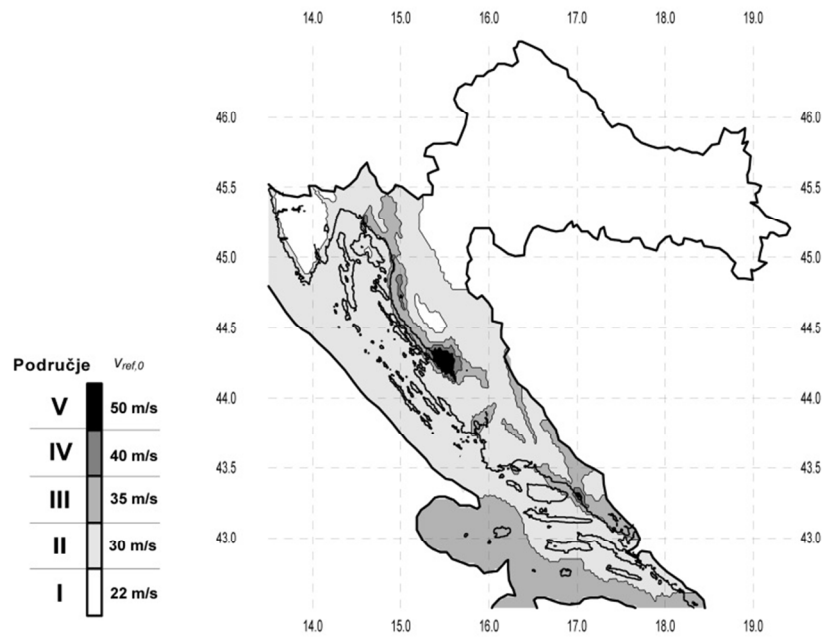 14.0 15.0 16.0 17.0 18.0 19.0
46.0 46.0
45.5 45.5
45.0 45.0
44.5 44.5
Područje Vref,0
44.0 44.0
V 50 m/s
IV 40 m/s
43.5 43.5
III 35 m/s
43.0 43.0
II 30 m/s
I 22 m/s
14.0 15.0 16.0 17.0 18.0 19.0